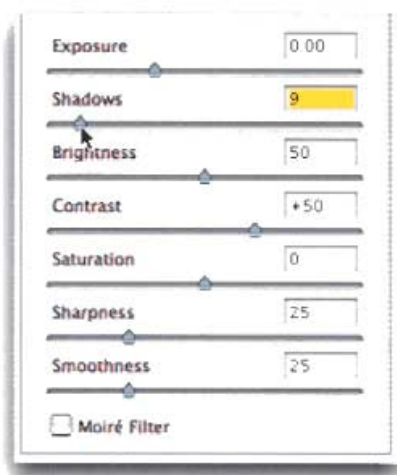 Exposure 0.00
Shadows 9
Brightness 50
Contrast +50
Saturation 0
Sharpness 25
Smoothness 25
Moiré Filter